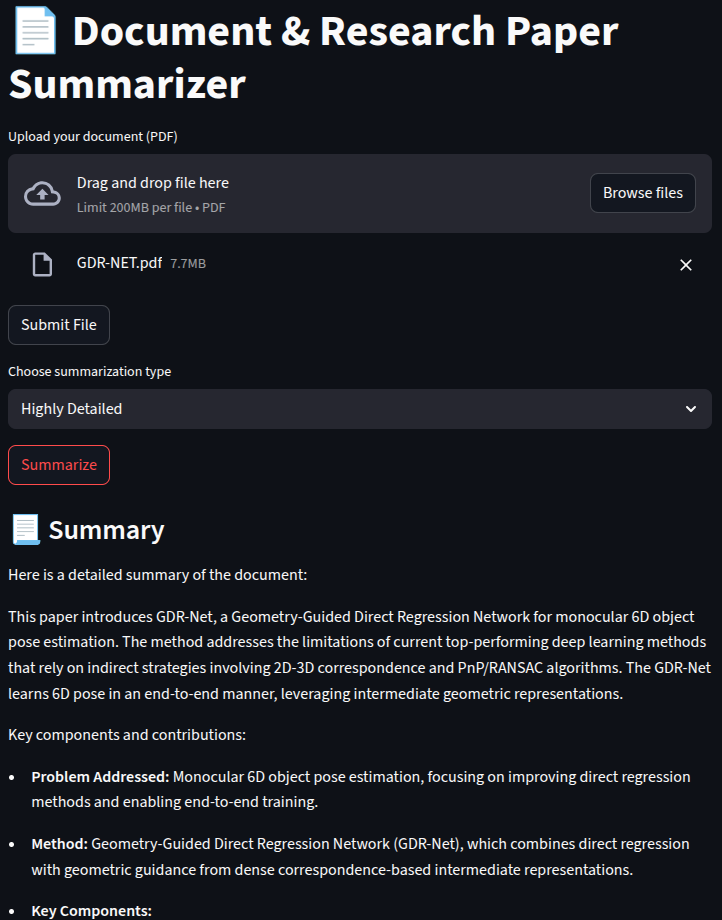 Document & Research Paper
Summarizer
Upload your document (PDF)
Drag and drop file here
Limit 200MB per file • PDF
Browse files
GDR-NET.pdf 7.7MB
Submit File
Choose summarization type
Highly Detailed
Summarize
Summary
Here is a detailed summary of the document:
This paper introduces GDR-Net, a Geometry-Guided Direct Regression Network for monocular 6D object
pose estimation. The method addresses the limitations of current top-performing deep learning methods
that rely on indirect strategies involving 2D-3D correspondence and PnP/RANSAC algorithms. The GDR-Net
learns 6D pose in an end-to-end manner, leveraging intermediate geometric representations.
Key components and contributions:
• Problem Addressed: Monocular 6D object pose estimation, focusing on improving direct regression
methods and enabling end-to-end training.
• Method: Geometry-Guided Direct Regression Network (GDR-Net), which combines direct regression
with geometric guidance from dense correspondence-based intermediate representations.
• Key Components: